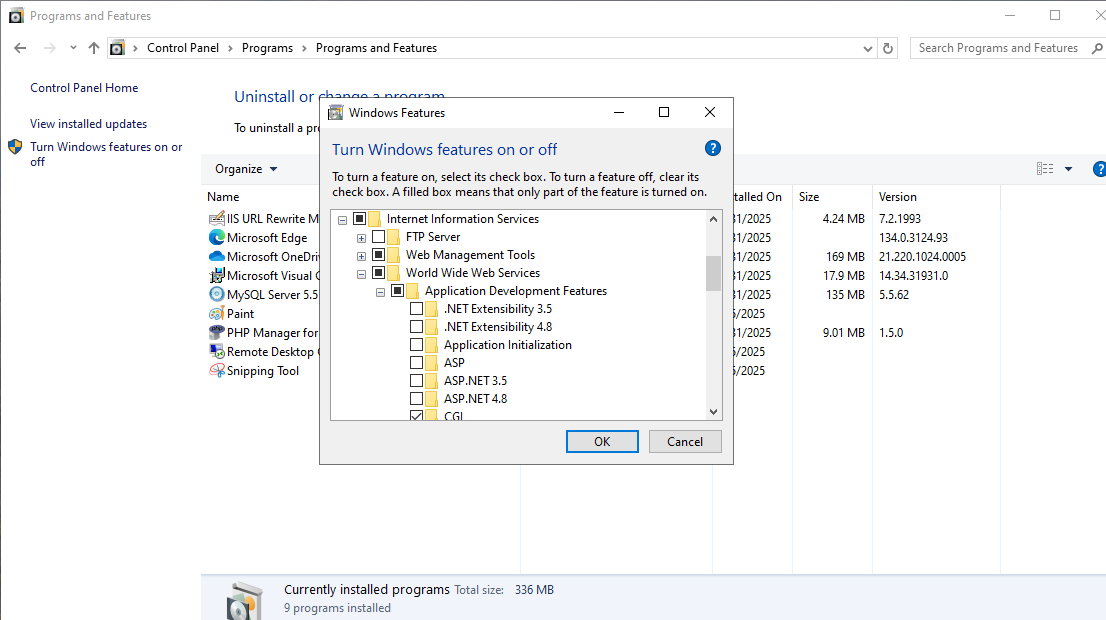 Programs and Features
Control Panel > Programs > Programs and Features
Search Programs and Features
Control Panel Home
View installed updates
Turn Windows features on or
off
Uninstall or change a program
To uninstall a
Organize
Name
Installed On
Size
Version
IIS URL Rewrite M
31/2025
4.24 MB
7.2.1993
Microsoft Edge
31/2025
134.0.3124.93
Microsoft OneDri
31/2025
169 MB
21.220.1024.0005
Microsoft Visual C
31/2025
17.9 MB
14.34.31931.0
MySQL Server 5.5
31/2025
135 MB
5.5.62
Paint
/2025
PHP Manager for
31/2025
9.01 MB
1.5.0
Remote Desktop
/2025
Snipping Tool
/2025
Windows Features
Turn Windows features on or off
To turn a feature on, select its check box. To turn a feature off, clear its
check box. A filled box means that only part of the feature is turned on.
Internet Information Services
FTP Server
Web Management Tools
World Wide Web Services
Application Development Features
.NET Extensibility 3.5
.NET Extensibility 4.8
Application Initialization
ASP
ASP.NET 3.5
ASP.NET 4.8
CGI
OK
Cancel
Currently installed programs Total size: 336 MB
9 programs installed